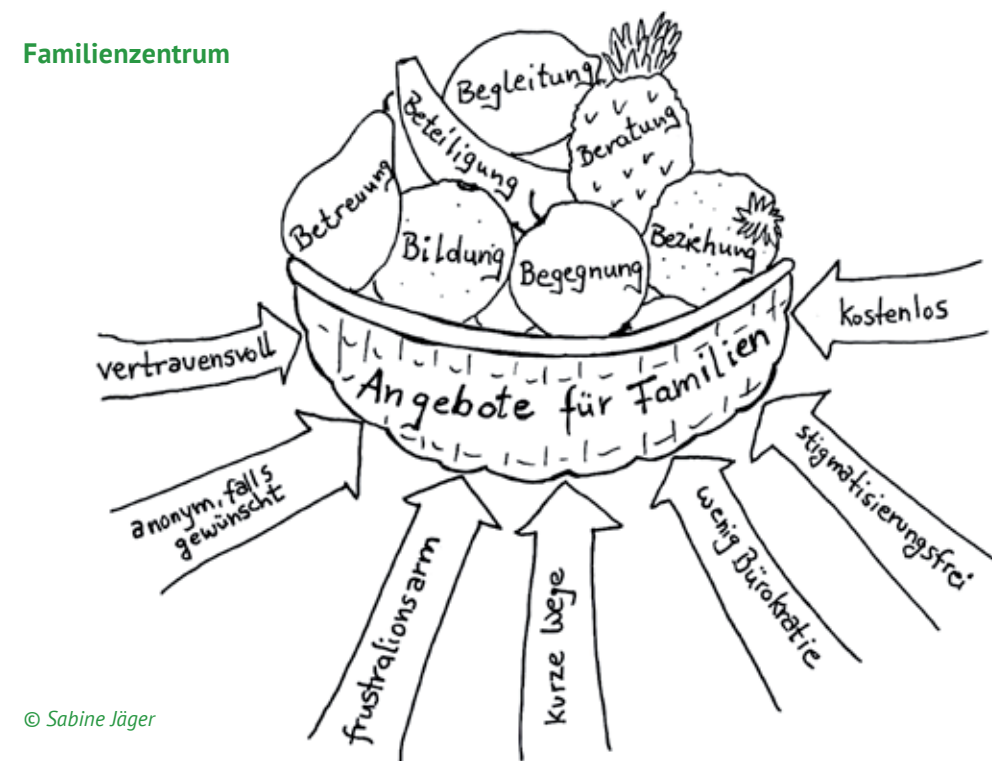 Familienzentrum
Begleitung
Beteiligung
Beratung
Betreuung
Bildung
Begegnung
Beziehung
Angebote für Familien
vertrauensvoll
anonym, falls
gewünscht
frustrationsarm
kurze Wege
wenig Bürokratie
stigmatisierungsfrei
kostenlos
© Sabine Jäger